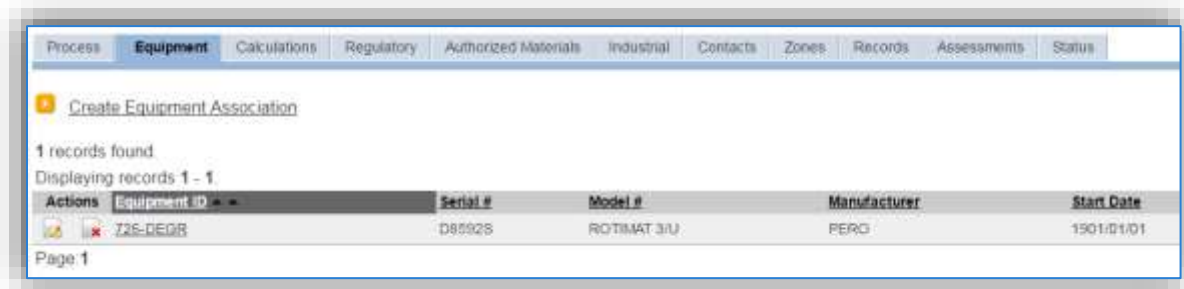 Process Equipment Calculations Regulatory Authorized Materials Industrial Contacts Zones Records Assessments Status
Create Equipment Association
1 records found
Displaying records 1 - 1.
Actions Equipment ID Serial # Model # Manufacturer Start Date
726-DEGR ROTIMAT 3/U PERO 1901/01/01
Page 1